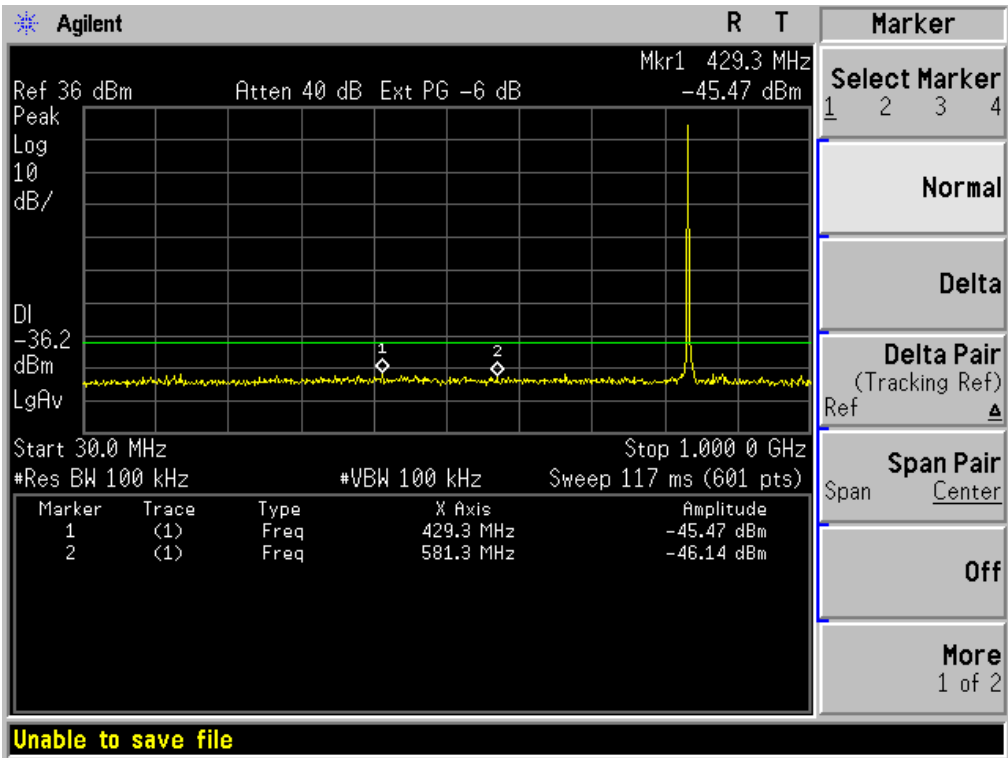 Agilent R T
Mkr1 429.3 MHz
Ref 36 dBm Atten 40 dB Ext PG -6 dB -45.47 dBm
Peak
Log
10
dB/
DI
-36.2
dBm
LgAv
1 2
Start 30.0 MHz Stop 1.000 0 GHz
#Res BW 100 kHz #VBW 100 kHz Sweep 117 ms (601 pts)
Marker Trace Type X Axis Amplitude
1 (1) Freq 429.3 MHz -45.47 dBm
2 (1) Freq 581.3 MHz -46.14 dBm
Unable to save file
Marker
Select Marker
1 2 3 4
Normal
Delta
Delta Pair
(Tracking Ref)
Ref Δ
Span Pair
Span Center
Off
More
1 of 2